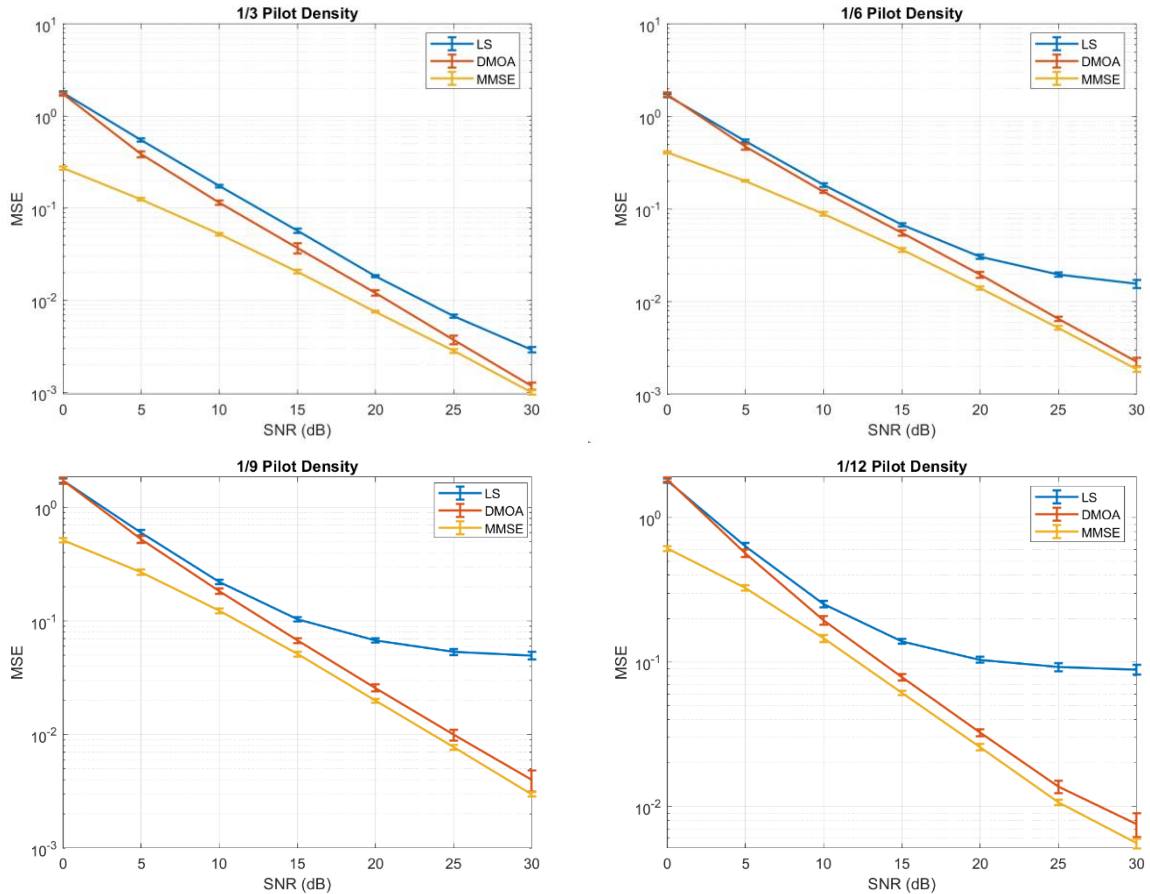 1/3 Pilot Density
10^1
10^0
10^-1
10^-2
10^-3
MSE
0 5 10 15 20 25 30
SNR (dB)
LS
DMOA
MMSE
1/6 Pilot Density
10^1
10^0
10^-1
10^-2
10^-3
MSE
0 5 10 15 20 25 30
SNR (dB)
LS
DMOA
MMSE
1/9 Pilot Density
10^0
10^-1
10^-2
10^-3
MSE
0 5 10 15 20 25 30
SNR (dB)
LS
DMOA
MMSE
1/12 Pilot Density
10^0
10^-1
10^-2
MSE
0 5 10 15 20 25 30
SNR (dB)
LS
DMOA
MMSE